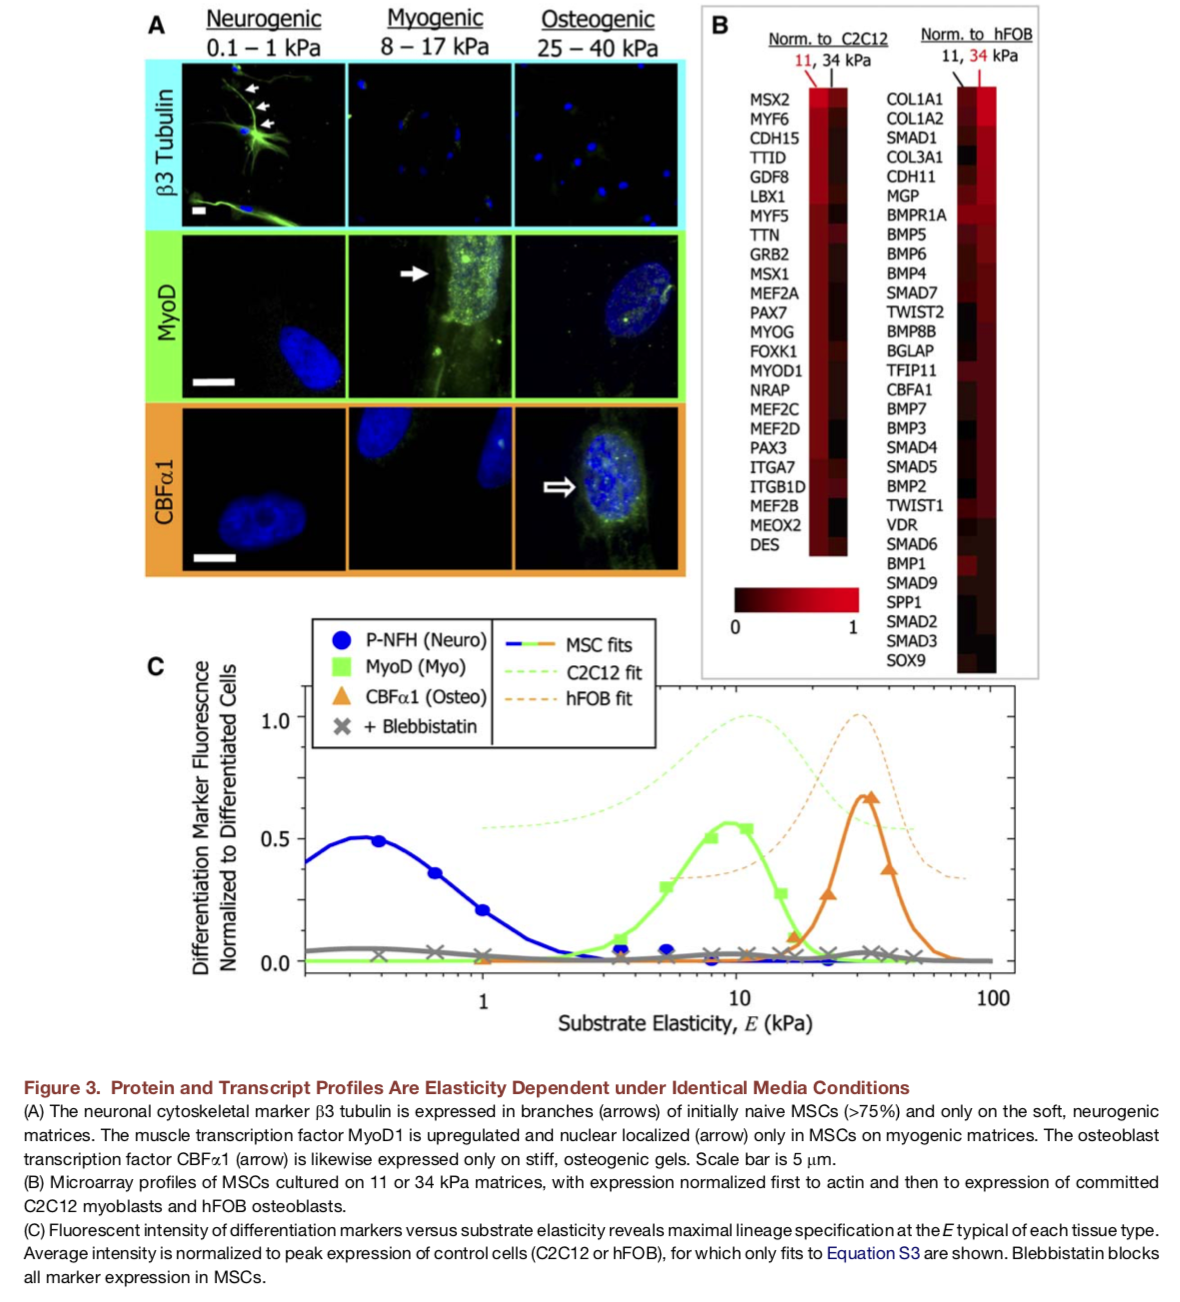 A
Neurogenic
0.1 – 1 kPa
Myogenic
8 – 17 kPa
Osteogenic
25 – 40 kPa
β3 Tubulin
MyoD
CBFα1
B
Norm. to C2C12
11, 34 kPa
MSX2
MYF6
CDH15
TTID
GDF8
LBX1
MYF5
TTN
GRB2
MSX1
MEF2A
PAX7
MYOG
FOXK1
MYOD1
NRAP
MEF2C
MEF2D
PAX3
ITGA7
ITGB1D
MEF2B
MEOX2
DES
0 1
Norm. to hFOB
11, 34 kPa
COL1A1
COL1A2
SMAD1
COL3A1
CDH11
MGP
BMPR1A
BMP5
BMP6
BMP4
SMAD7
TWIST2
BMP8B
BGLAP
TFIP11
CBFA1
BMP7
BMP3
SMAD4
SMAD5
BMP2
TWIST1
VDR
SMAD6
BMP1
SMAD9
SPP1
SMAD2
SMAD3
SOX9
C
P-NFH (Neuro)
MyoD (Myo)
CBFα1 (Osteo)
+ Blebbistatin
MSC fits
C2C12 fit
hFOB fit
Differentiation Marker Fluorescnce
Normalized to Differentiated Cells
1.0
0.5
0.0
1 10 100
Substrate Elasticity, E (kPa)
Figure 3. Protein and Transcript Profiles Are Elasticity Dependent under Identical Media Conditions
(A) The neuronal cytoskeletal marker β3 tubulin is expressed in branches (arrows) of initially naive MSCs (>75%) and only on the soft, neurogenic
matrices. The muscle transcription factor MyoD1 is upregulated and nuclear localized (arrow) only in MSCs on myogenic matrices. The osteoblast
transcription factor CBFα1 (arrow) is likewise expressed only on stiff, osteogenic gels. Scale bar is 5 μm.
(B) Microarray profiles of MSCs cultured on 11 or 34 kPa matrices, with expression normalized first to actin and then to expression of committed
C2C12 myoblasts and hFOB osteoblasts.
(C) Fluorescent intensity of differentiation markers versus substrate elasticity reveals maximal lineage specification at the E typical of each tissue type.
Average intensity is normalized to peak expression of control cells (C2C12 or hFOB), for which only fits to Equation S3 are shown. Blebbistatin blocks
all marker expression in MSCs.